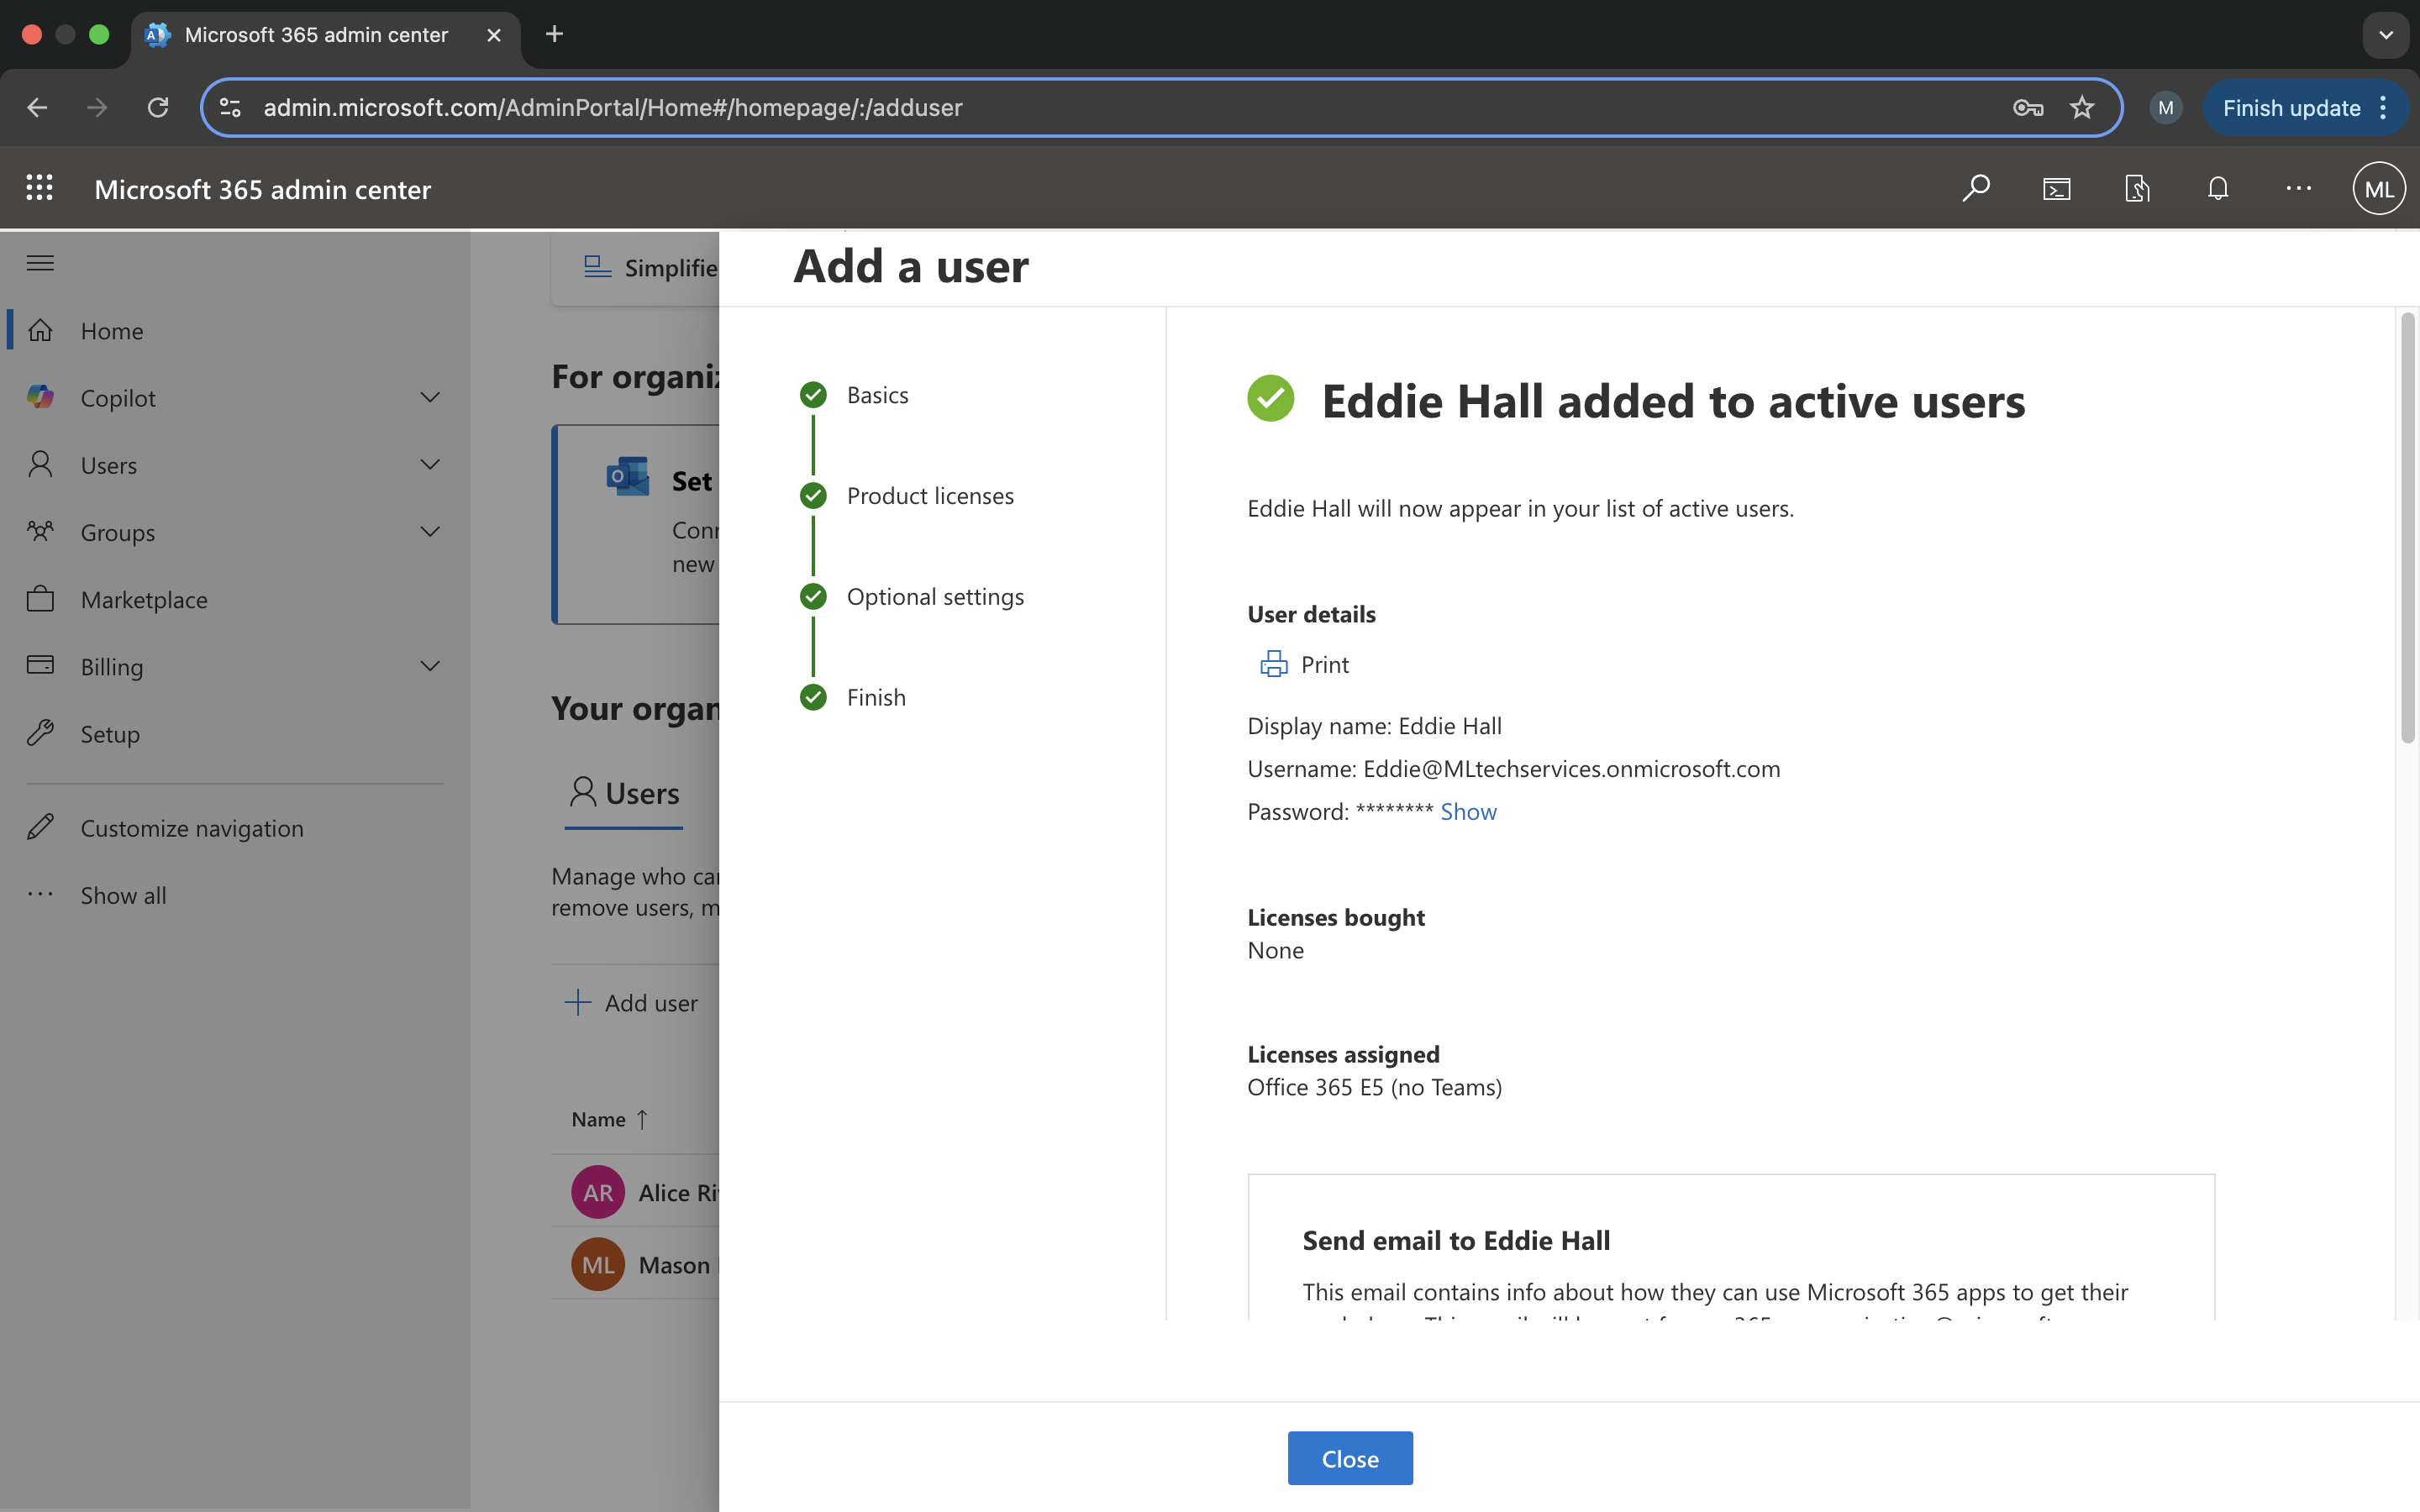 Microsoft 365 admin center
admin.microsoft.com/AdminPortal/Home#/homepage/:/adduser
M
Finish update
Microsoft 365 admin center
ML
Home
Copilot
Users
Groups
Marketplace
Billing
Setup
Customize navigation
Show all
Simplifie
For organiz
Set
Conn
new
Your organ
Users
Manage who can
remove users, m
Add user
Name ↑
AR Alice Riv
ML Mason
Add a user
Basics
Product licenses
Optional settings
Finish
Eddie Hall added to active users
Eddie Hall will now appear in your list of active users.
User details
Print
Display name: Eddie Hall
Username: Eddie@MLtechservices.onmicrosoft.com
Password: ******** Show
Licenses bought
None
Licenses assigned
Office 365 E5 (no Teams)
Send email to Eddie Hall
This email contains info about how they can use Microsoft 365 apps to get their
Close